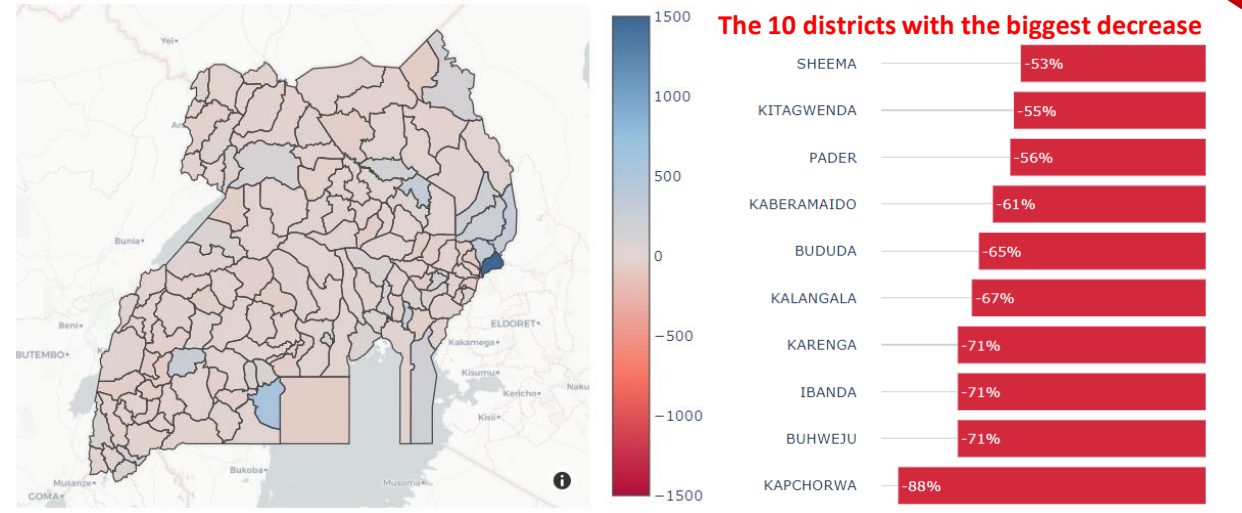 Yei
Bunia
Beni
BUTEMBO
Musanze
GOMA
Bukoba
Musoma
ELDORET
Kakamega
Kisumu
Kericho
Naku
Kisii
i
1500
1000
500
0
−500
−1000
−1500
The 10 districts with the biggest decrease
SHEEMA -53%
KITAGWENDA -55%
PADER -56%
KABERAMAIDO -61%
BUDUDA -65%
KALANGALA -67%
KARENGA -71%
IBANDA -71%
BUHWEJU -71%
KAPCHORWA -88%